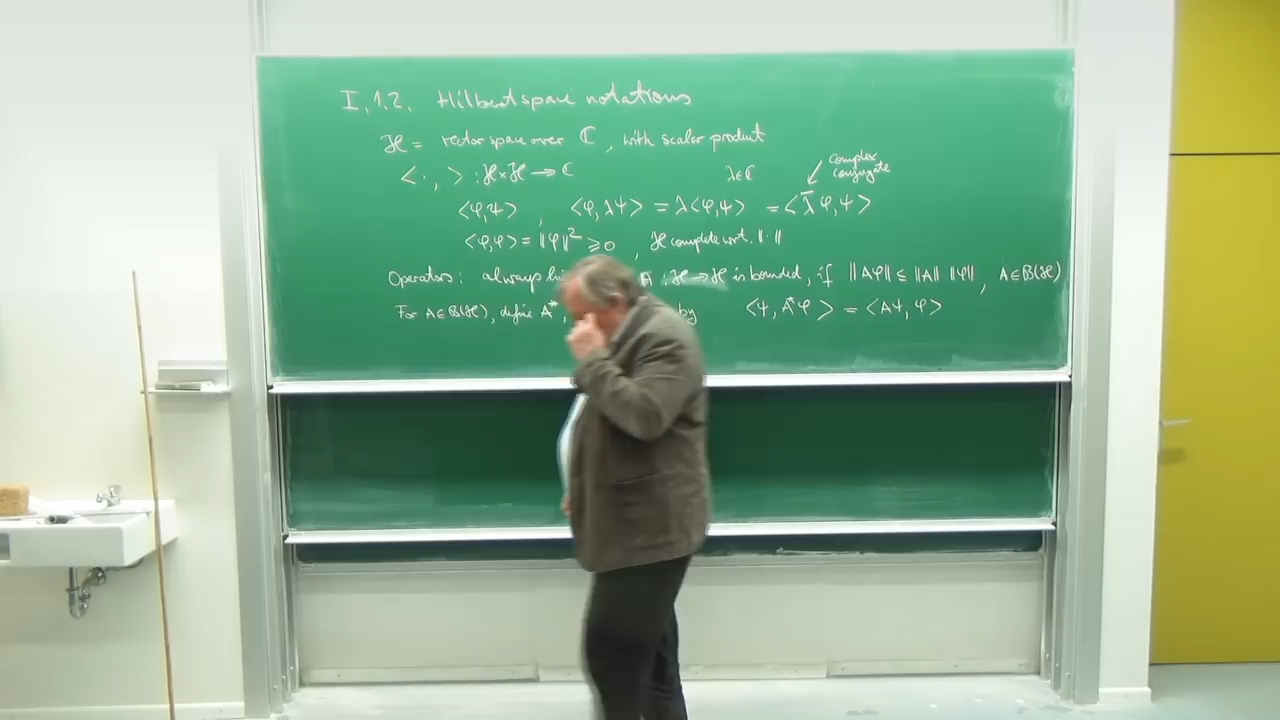 I.1.2. Hilbertspace notations
ℋ = vector space over ℂ, with scalar product
<·,> : ℋ×ℋ → ℂ λ∈ℂ complex conjugate
<φ,ψ>, <φ,λψ> = λ<φ,ψ> = <λ̄φ,ψ>
<φ,φ> = ‖φ‖² ≥ 0, ℋ complete w.r.t. ‖·‖
Operators: always A : ℋ → ℋ is bounded, if ‖Aφ‖ ≤ ‖A‖ ‖φ‖, A∈B(ℋ)
For A∈B(ℋ), define A*, by <ψ, A*φ> = <Aψ, φ>